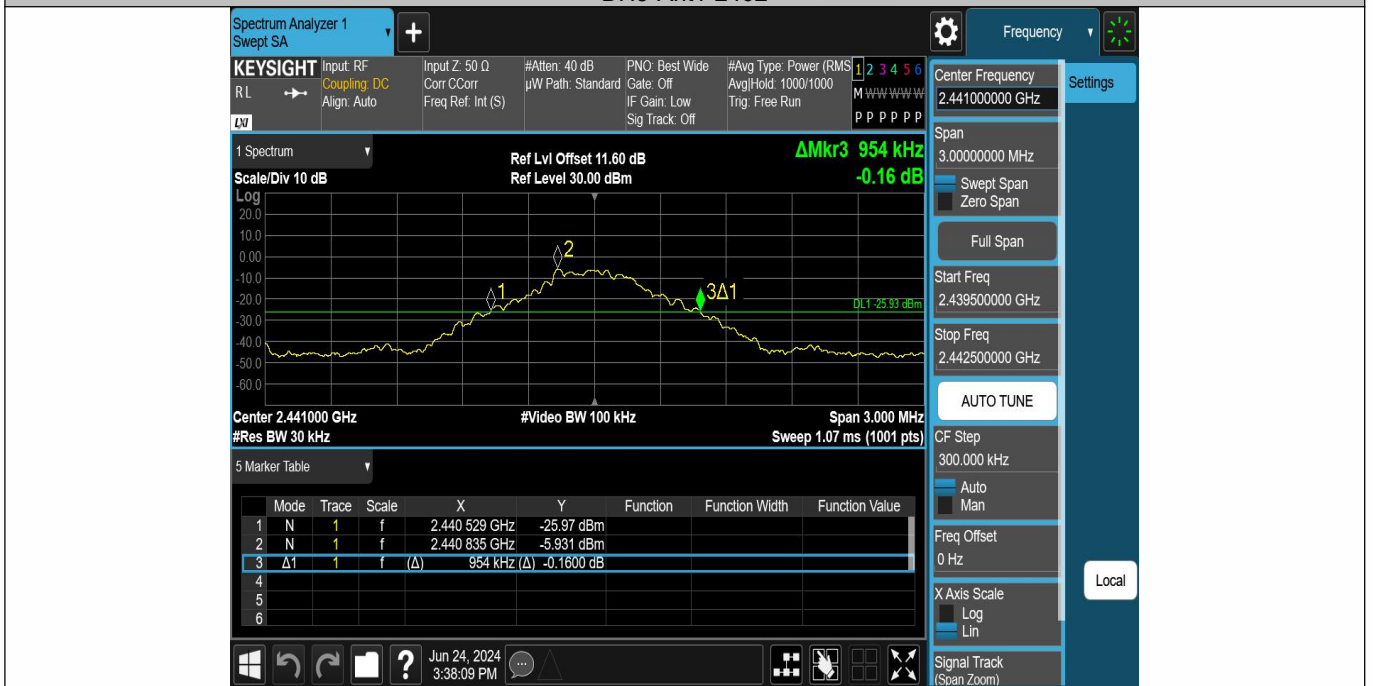 Spectrum Analyzer 1
Swept SA
+
Frequency
KEYSIGHT
RL
LXI
Input: RF
Coupling: DC
Align: Auto
Input Z: 50 Ω
Corr CCorr
Freq Ref: Int (S)
#Atten: 40 dB
µW Path: Standard
PNO: Best Wide
Gate: Off
IF Gain: Low
Sig Track: Off
#Avg Type: Power (RMS
Avg|Hold: 1000/1000
Trig: Free Run
1 2 3 4 5 6
M W W W W W
P P P P P P
Center Frequency
2.441000000 GHz
Settings
Span
3.00000000 MHz
Swept Span
Zero Span
Full Span
Start Freq
2.439500000 GHz
Stop Freq
2.442500000 GHz
AUTO TUNE
CF Step
300.000 kHz
Auto
Man
Freq Offset
0 Hz
X Axis Scale
Log
Lin
Signal Track
(Span Zoom)
Local
1 Spectrum
Scale/Div 10 dB
Ref Lvl Offset 11.60 dB
Ref Level 30.00 dBm
ΔMkr3 954 kHz
-0.16 dB
Log
20.0
10.0
0.00
-10.0
-20.0
-30.0
-40.0
-50.0
-60.0
2
1
3Δ1
DL1 -25.93 dBm
Center 2.441000 GHz
#Video BW 100 kHz
Span 3.000 MHz
#Res BW 30 kHz
Sweep 1.07 ms (1001 pts)
5 Marker Table
Mode Trace Scale X Y Function Function Width Function Value
1 N 1 f 2.440 529 GHz -25.97 dBm
2 N 1 f 2.440 835 GHz -5.931 dBm
3 Δ1 1 f (Δ) 954 kHz (Δ) -0.1600 dB
4
5
6
?
Jun 24, 2024
3:38:09 PM